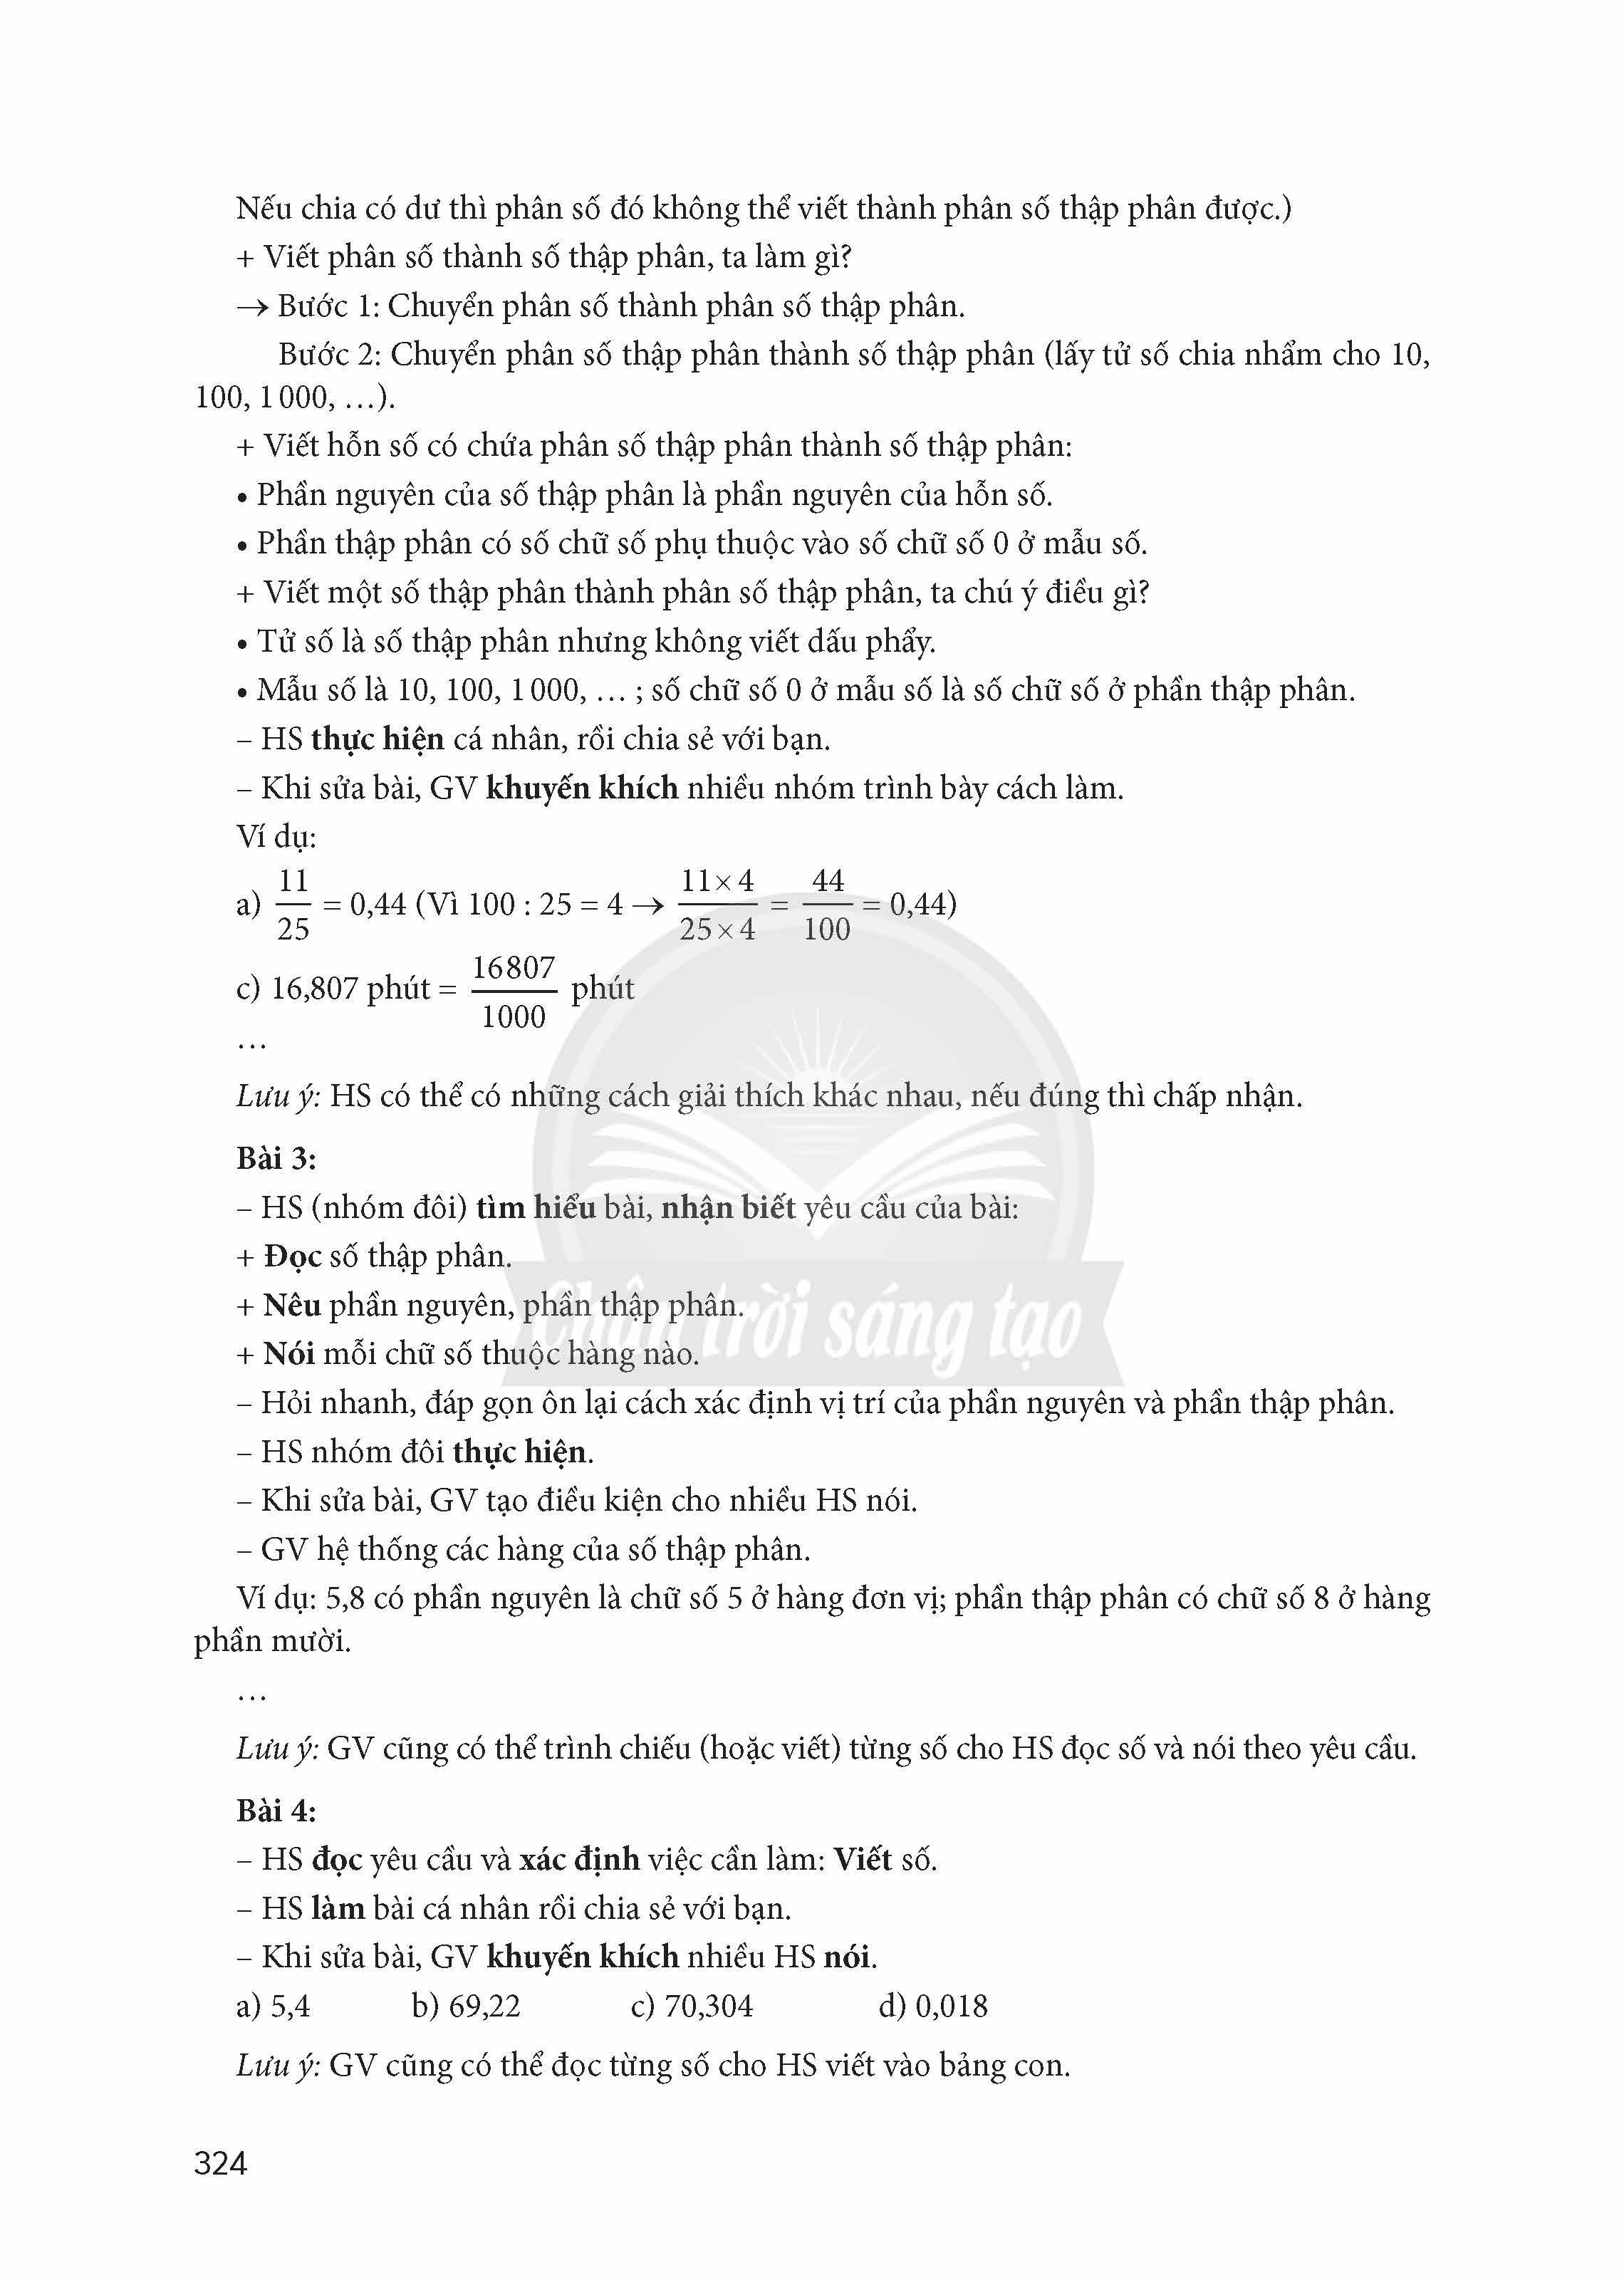 Nếu chia có dư thì phân số đó không thể viết thành phân số thập phân được.)
+ Viết phân số thành số thập phân, ta làm gì?
→ Bước 1: Chuyển phân số thành phân số thập phân.
Bước 2: Chuyển phân số thập phân thành số thập phân (lấy tử số chia nhẩm cho 10,
100, 1 000, …).
+ Viết hỗn số có chứa phân số thập phân thành số thập phân:
• Phần nguyên của số thập phân là phần nguyên của hỗn số.
• Phần thập phân có số chữ số phụ thuộc vào số chữ số 0 ở mẫu số.
+ Viết một số thập phân thành phân số thập phân, ta chú ý điều gì?
• Tử số là số thập phân nhưng không viết dấu phẩy.
• Mẫu số là 10, 100, 1 000, … ; số chữ số 0 ở mẫu số là số chữ số ở phần thập phân.
– HS thực hiện cá nhân, rồi chia sẻ với bạn.
– Khi sửa bài, GV khuyến khích nhiều nhóm trình bày cách làm.
Ví dụ:
a) 11/25 = 0,44 (Vì 100 : 25 = 4 → 11 × 4/25 × 4 = 44/100 = 0,44)
c) 16,807 phút = 16 807/1000 phút
…
Lưu ý: HS có thể có những cách giải thích khác nhau, nếu đúng thì chấp nhận.
Bài 3:
– HS (nhóm đôi) tìm hiểu bài, nhận biết yêu cầu của bài:
+ Đọc số thập phân.
+ Nêu phần nguyên, phần thập phân.
Chân trời sáng tạo
+ Nói mỗi chữ số thuộc hàng nào.
– Hỏi nhanh, đáp gọn ôn lại cách xác định vị trí của phần nguyên và phần thập phân.
– HS nhóm đôi thực hiện.
– Khi sửa bài, GV tạo điều kiện cho nhiều HS nói.
– GV hệ thống các hàng của số thập phân.
Ví dụ: 5,8 có phần nguyên là chữ số 5 ở hàng đơn vị; phần thập phân có chữ số 8 ở hàng
phần mười.
…
Lưu ý: GV cũng có thể trình chiếu (hoặc viết) từng số cho HS đọc số và nói theo yêu cầu.
Bài 4:
– HS đọc yêu cầu và xác định việc cần làm: Viết số.
– HS làm bài cá nhân rồi chia sẻ với bạn.
– Khi sửa bài, GV khuyến khích nhiều HS nói.
a) 5,4 b) 69,22 c) 70,304 d) 0,018
Lưu ý: GV cũng có thể đọc từng số cho HS viết vào bảng con.
324